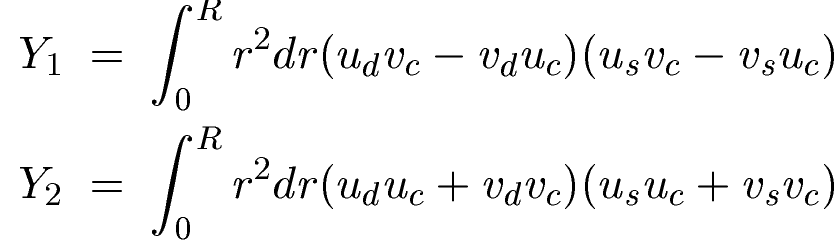 Y_1 = \int_0^R r^2 dr (u_d v_c - v_d u_c)(u_s v_c - v_s u_c)
Y_2 = \int_0^R r^2 dr (u_d u_c + v_d v_c)(u_s u_c + v_s v_c)